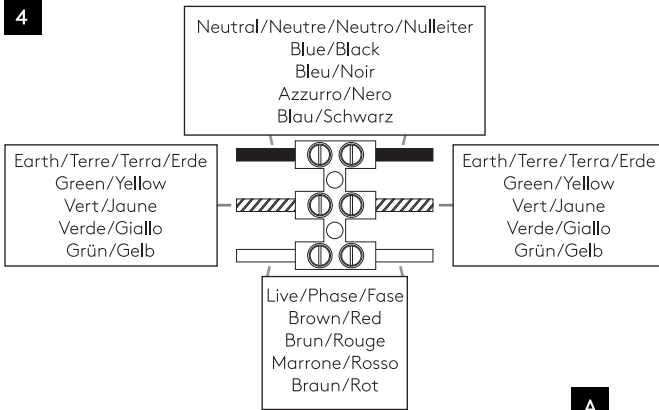 4
Neutral/Neutre/Neutro/Nulleiter
Blue/Black
Bleu/Noir
Azzurro/Nero
Blau/Schwarz
Earth/Terre/Terra/Erde
Green/Yellow
Vert/Jaune
Verde/Giallo
Grün/Gelb
Earth/Terre/Terra/Erde
Green/Yellow
Vert/Jaune
Verde/Giallo
Grün/Gelb
Live/Phase/Fase
Brown/Red
Brun/Rouge
Marrone/Rosso
Braun/Rot
A